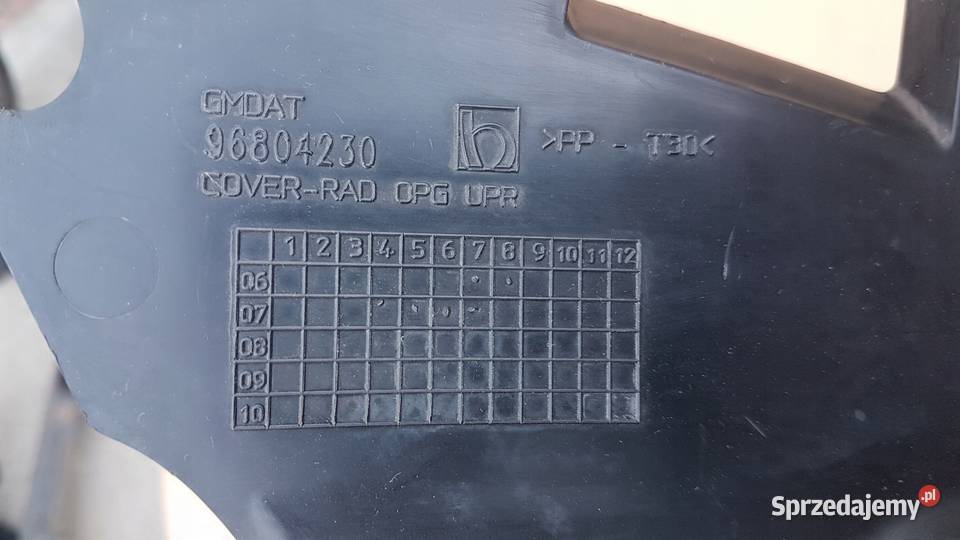 GMDAT
96804230
h
>PP - T30<
COVER-RAD OPG UPR
1 2 3 4 5 6 7 8 9 10 11 12
06
07
08
09
10
Sprzedajemy.pl